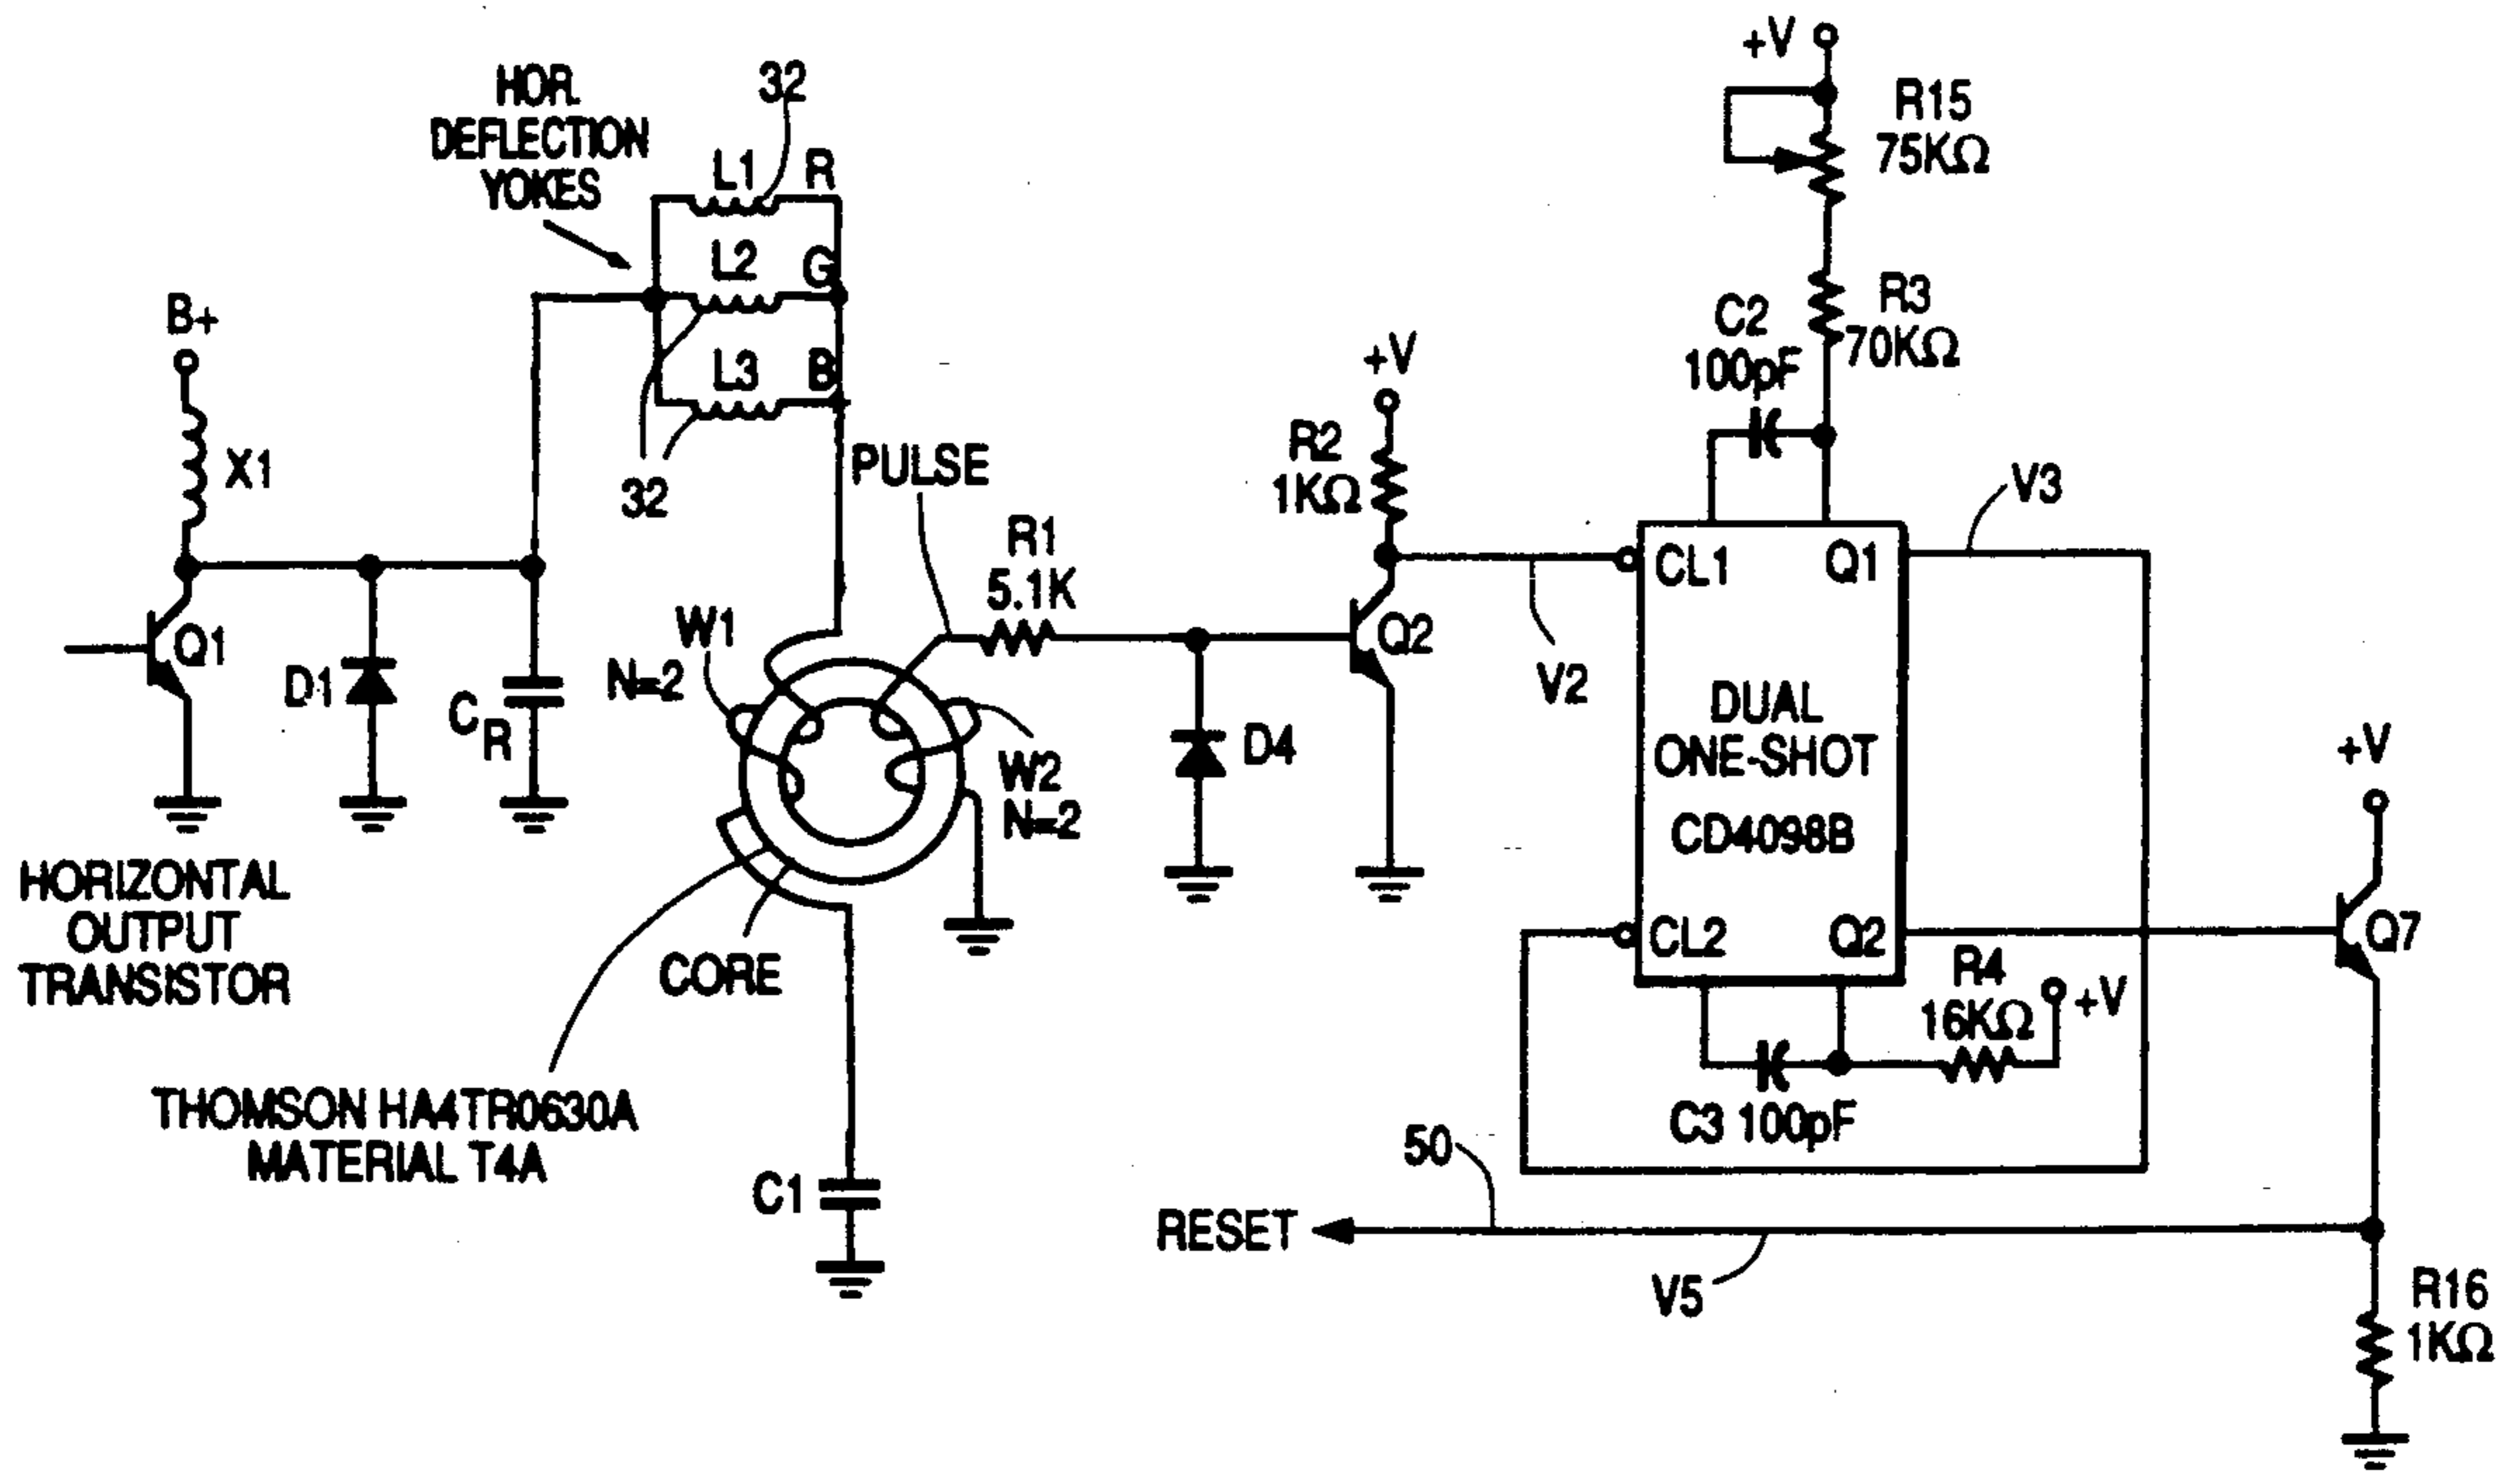 HOR.
DEFLECTION
YOKES
32
L1
R
L2
G
L3
B
32
B+
X1
Q1
D1
CR
HORIZONTAL
OUTPUT
TRANSISTOR
W1
N=2
PULSE
R1
5.1K
W2
N=2
CORE
THOMSON HA4TR0630A
MATERIAL T4A
C1
D4
+V
R2
1KΩ
Q2
V2
+V
R15
75KΩ
R3
70KΩ
C2
100pF
V3
CL1
Q1
DUAL
ONE-SHOT
CD4098B
CL2
Q2
R4
16KΩ
+V
C3 100pF
+V
Q7
50
RESET
V5
R16
1KΩ